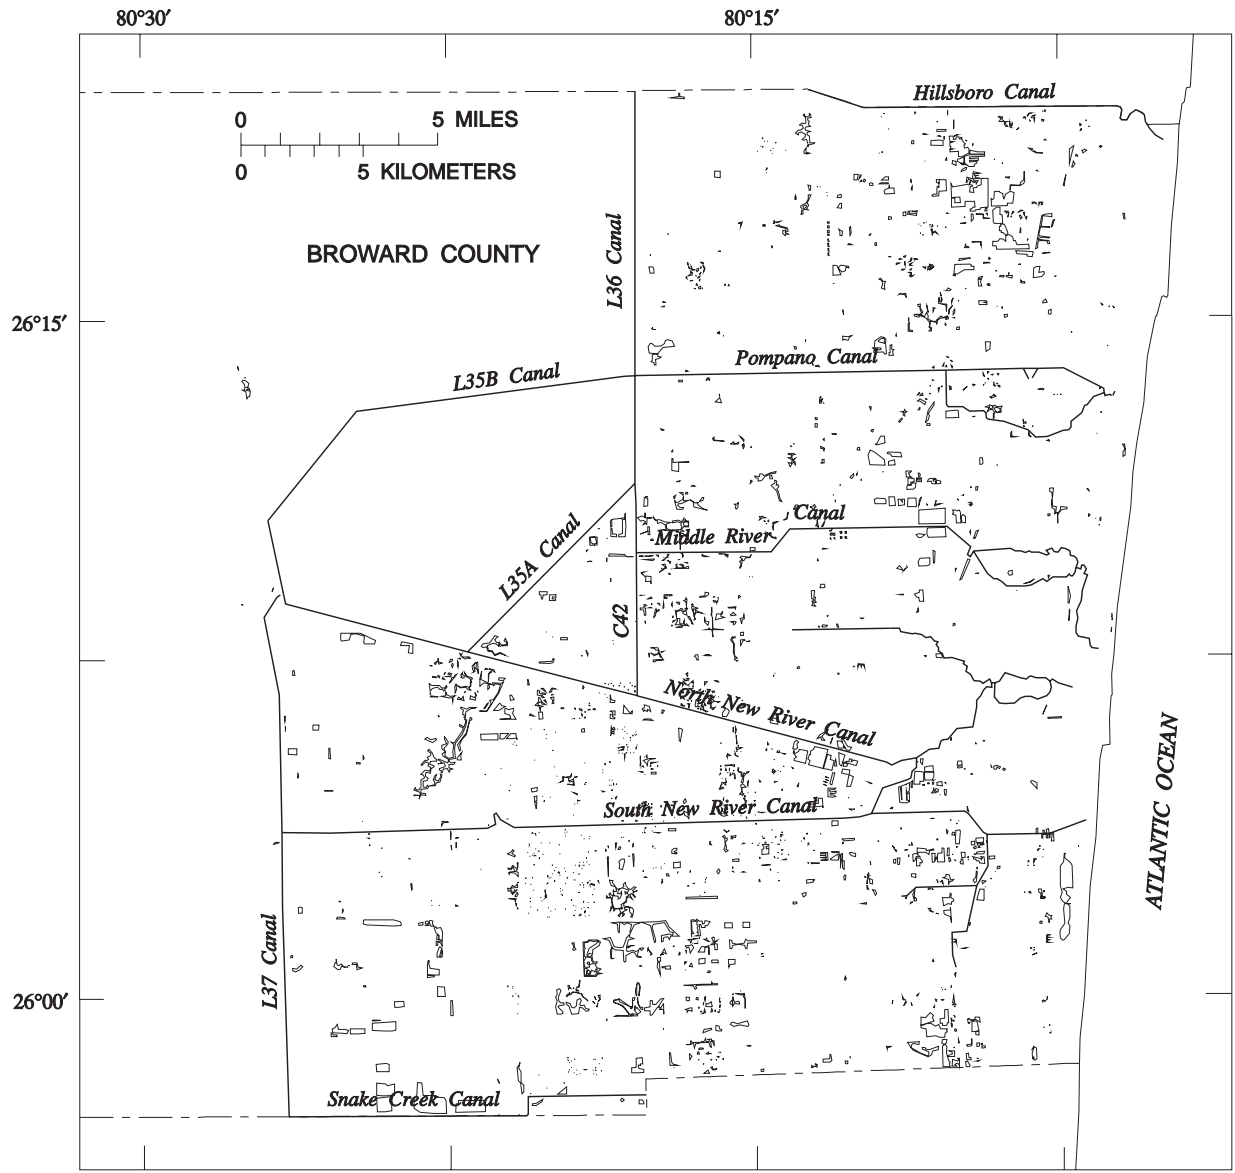 80°30′ 80°15′
Hillsboro Canal
0 5 MILES
0 5 KILOMETERS
BROWARD COUNTY
L36 Canal
26°15′
Pompano Canal
L35B Canal
Canal
Middle River
L35A Canal
C42
North New River Canal
ATLANTIC OCEAN
South New River Canal
L37 Canal
26°00′
Snake Creek Canal